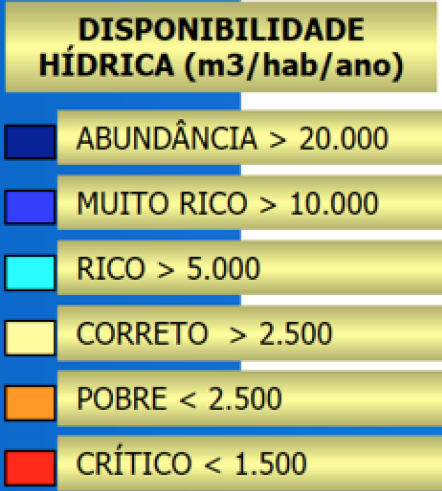 DISPONIBILIDADE
HÍDRICA (m3/hab/ano)
ABUNDÂNCIA > 20.000
MUITO RICO > 10.000
RICO > 5.000
CORRETO > 2.500
POBRE < 2.500
CRÍTICO < 1.500